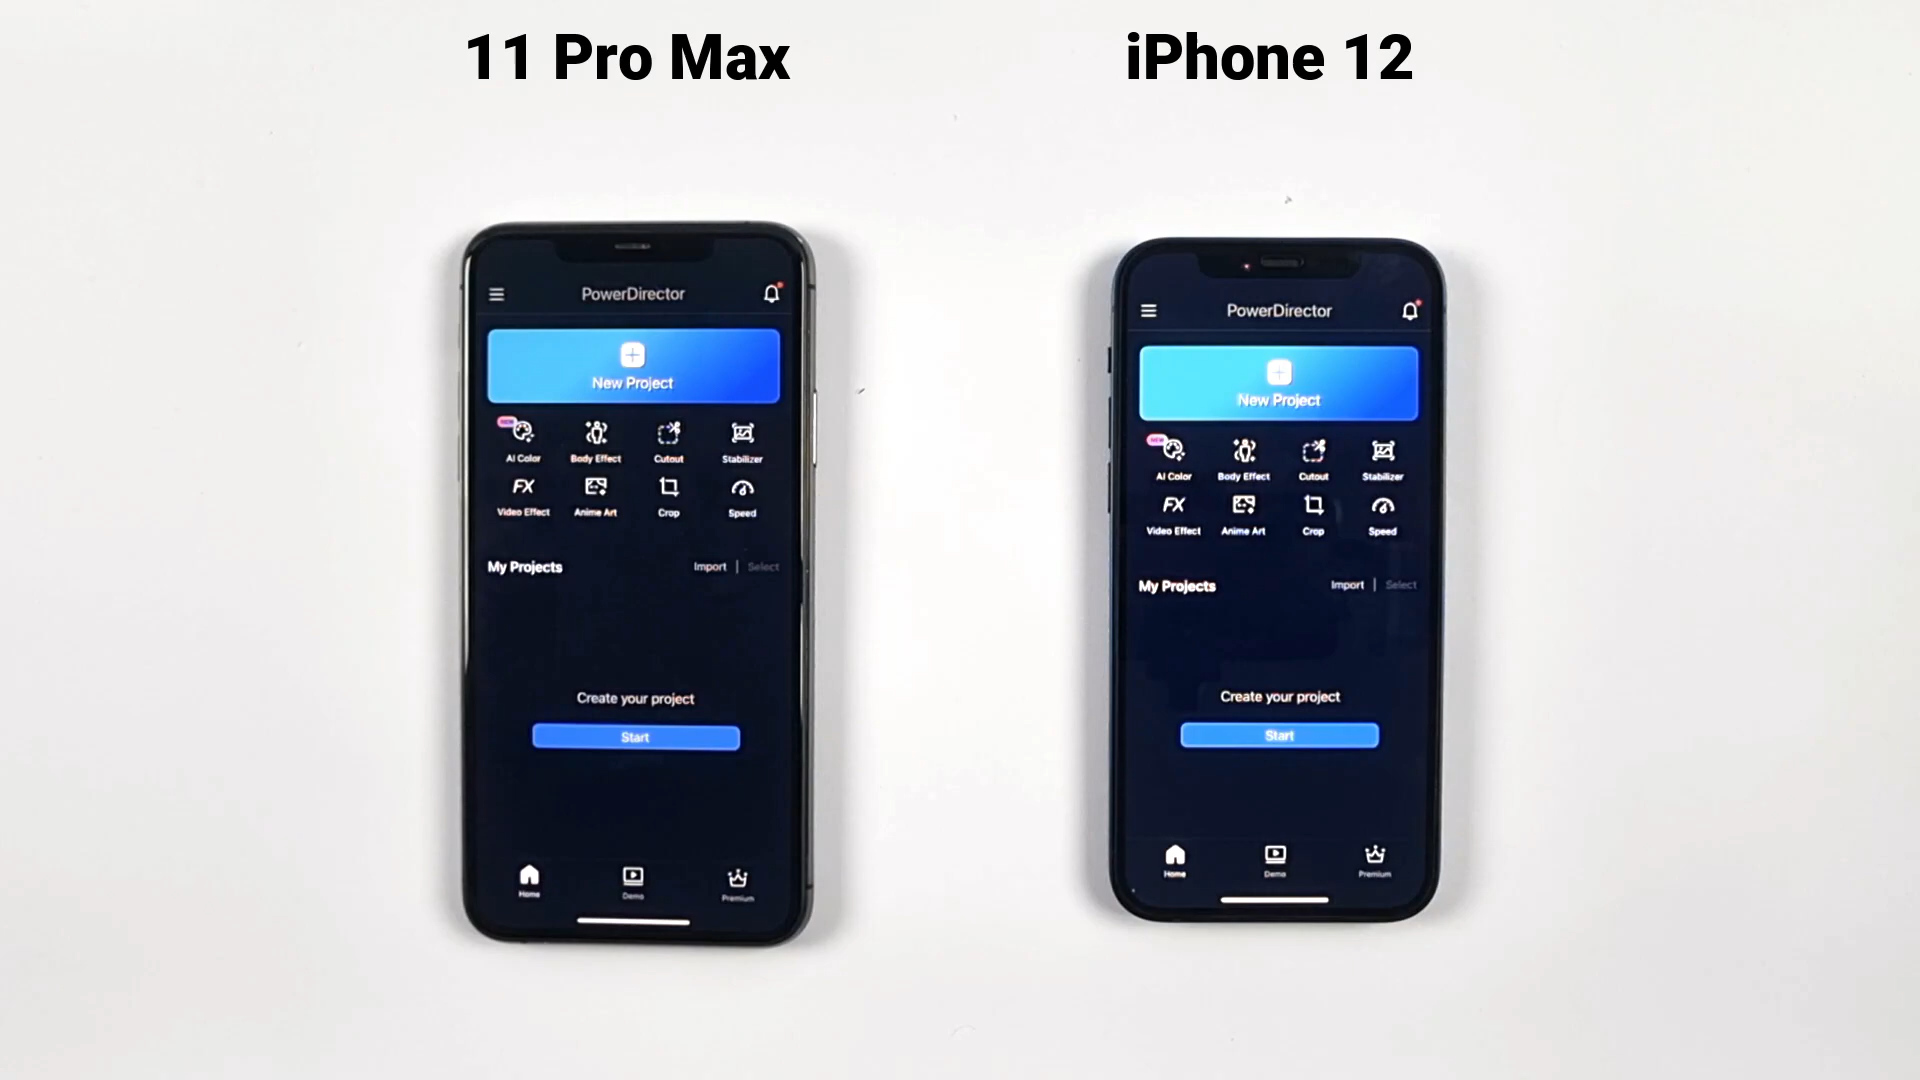 11 Pro Max
iPhone 12
PowerDirector
New Project
NEW
AI Color
Body Effect
Cutout
Stabilizer
FX
Video Effect
Anime Art
Crop
Speed
My Projects
Import | Select
Create your project
Start
Home
Demo
Premium
PowerDirector
New Project
NEW
AI Color
Body Effect
Cutout
Stabilizer
FX
Video Effect
Anime Art
Crop
Speed
My Projects
Import | Select
Create your project
Start
Home
Demo
Premium